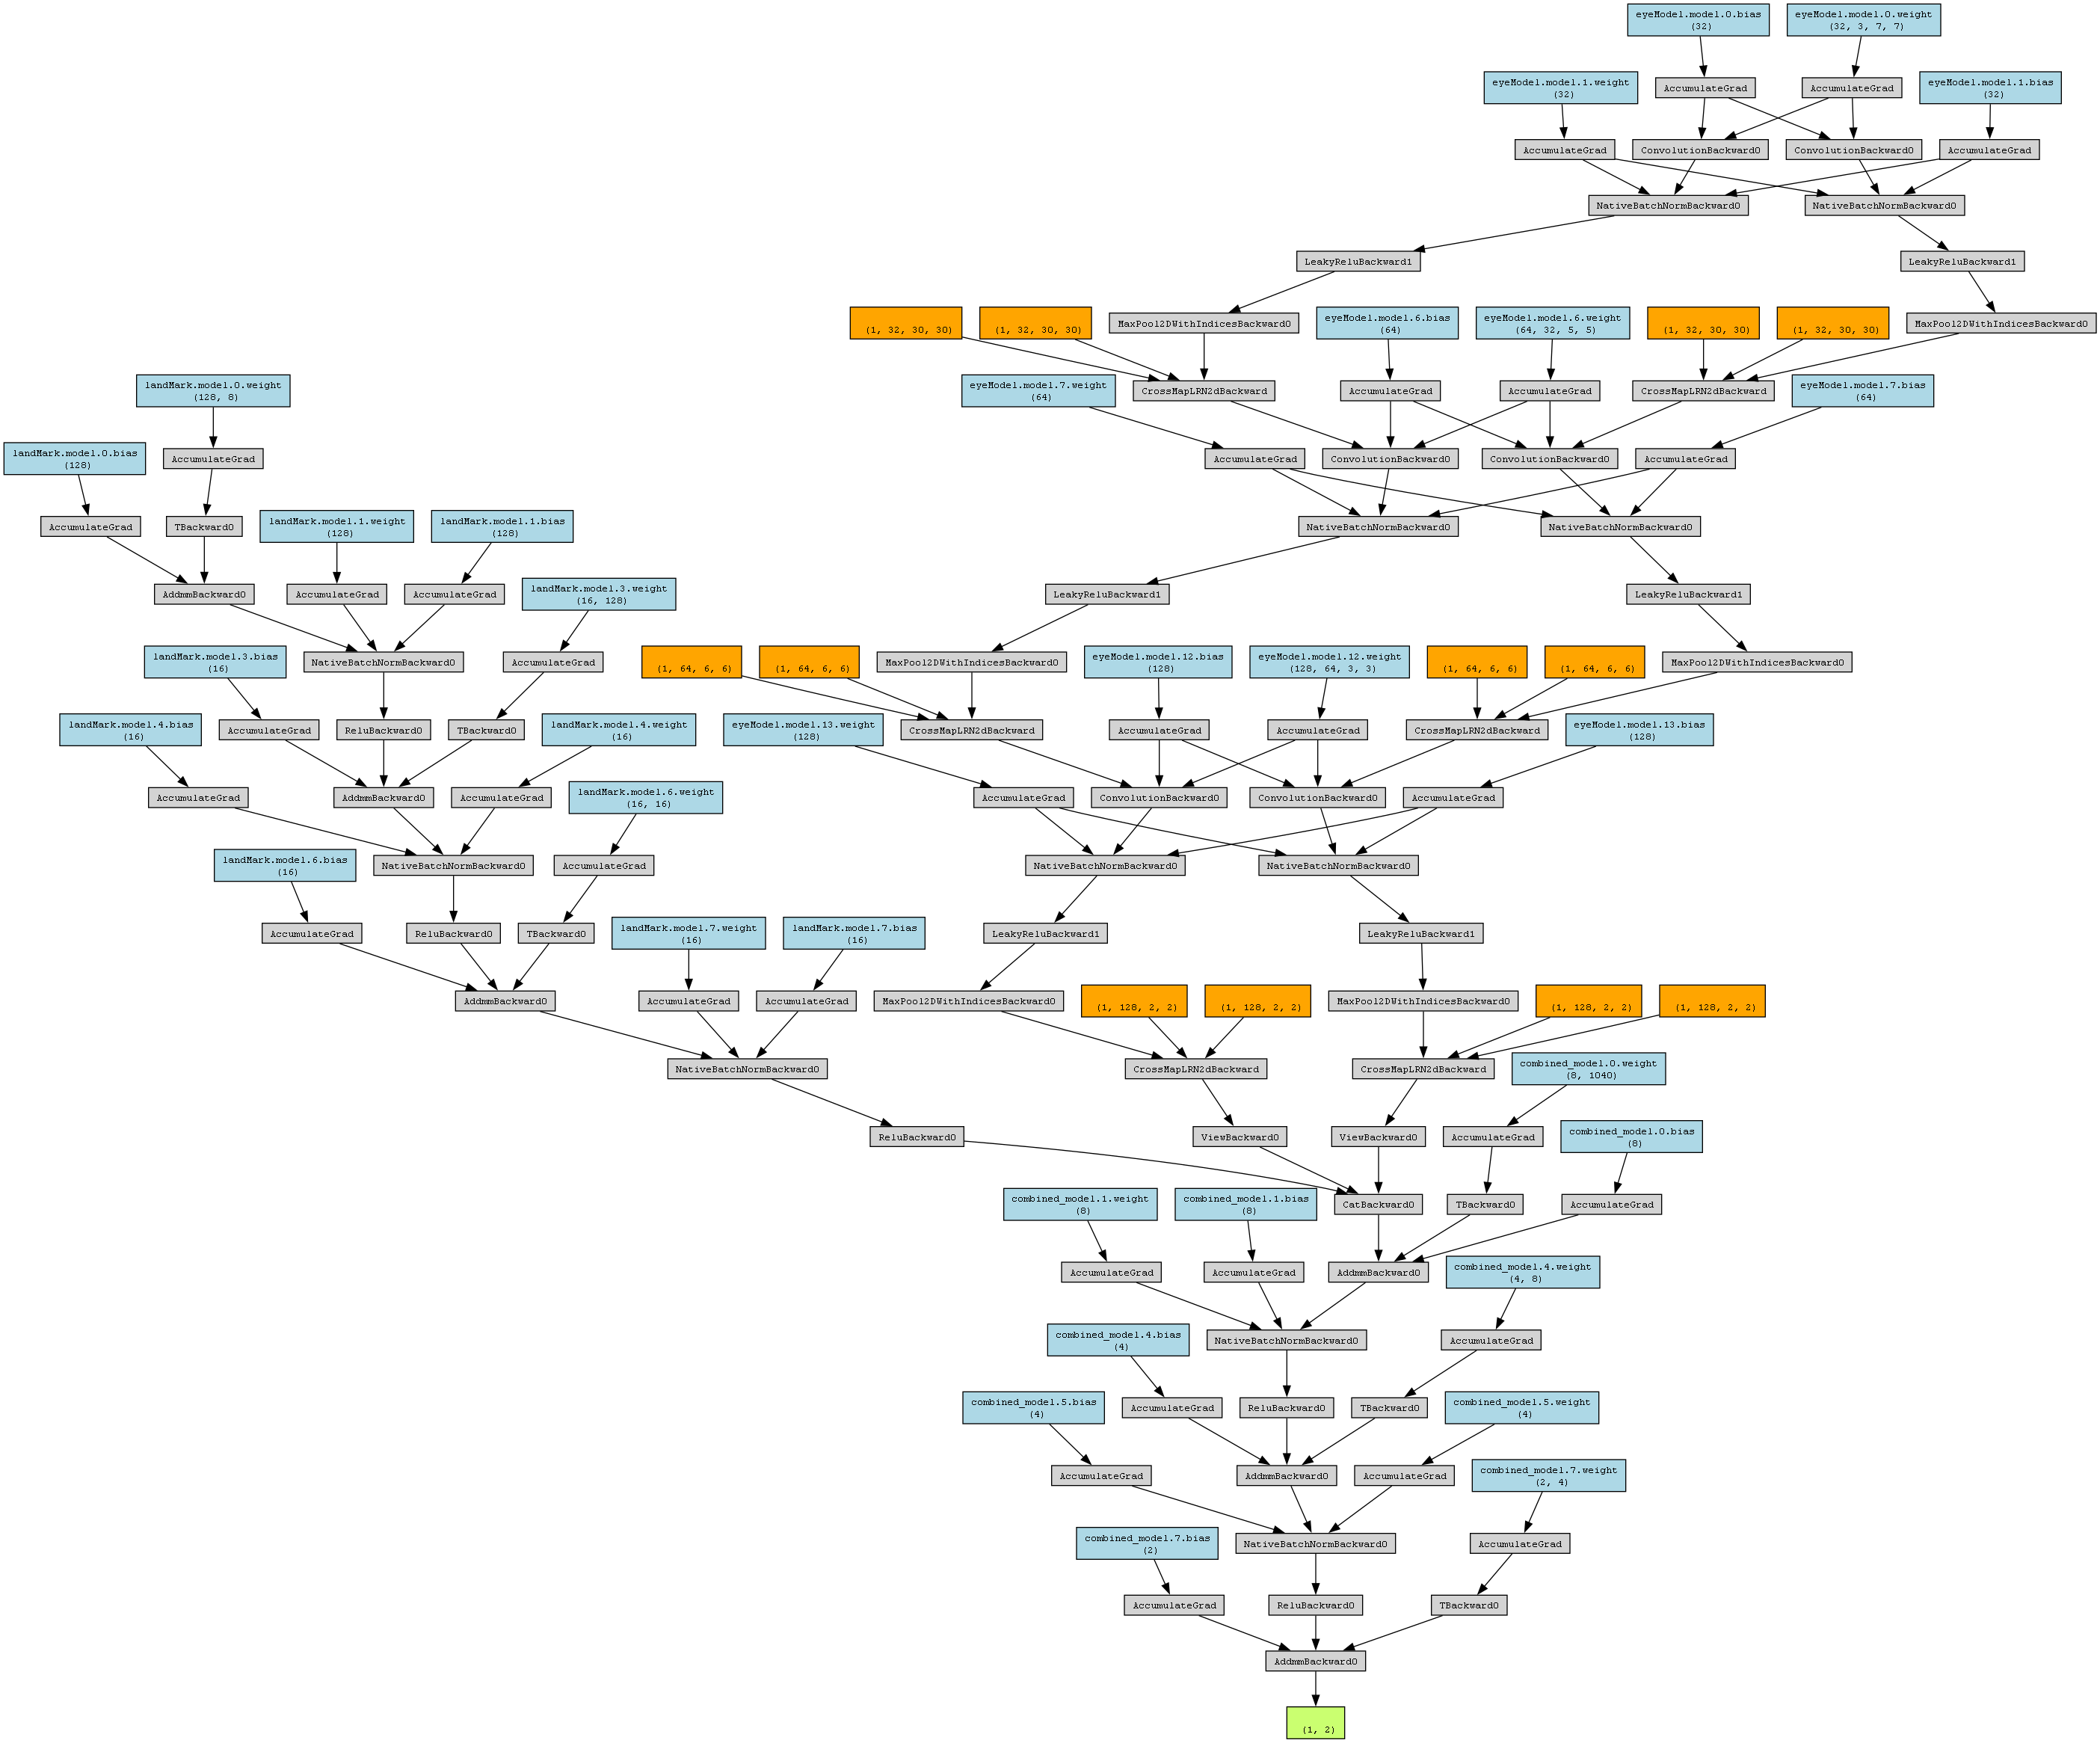 eyeModel.model.0.bias
(32)
eyeModel.model.0.weight
(32, 3, 7, 7)
eyeModel.model.1.weight
(32)
AccumulateGrad
AccumulateGrad
eyeModel.model.1.bias
(32)
AccumulateGrad
ConvolutionBackward0
ConvolutionBackward0
AccumulateGrad
NativeBatchNormBackward0
NativeBatchNormBackward0
LeakyReluBackward1
LeakyReluBackward1
(1, 32, 30, 30)
(1, 32, 30, 30)
MaxPool2DWithIndicesBackward0
eyeModel.model.6.bias
(64)
eyeModel.model.6.weight
(64, 32, 5, 5)
(1, 32, 30, 30)
(1, 32, 30, 30)
MaxPool2DWithIndicesBackward0
landMark.model.0.weight
(128, 8)
eyeModel.model.7.weight
(64)
CrossMapLRN2dBackward
AccumulateGrad
AccumulateGrad
CrossMapLRN2dBackward
eyeModel.model.7.bias
(64)
landMark.model.0.bias
(128)
AccumulateGrad
AccumulateGrad
ConvolutionBackward0
ConvolutionBackward0
AccumulateGrad
AccumulateGrad
TBackward0
landMark.model.1.weight
(128)
landMark.model.1.bias
(128)
NativeBatchNormBackward0
NativeBatchNormBackward0
AddmmBackward0
AccumulateGrad
AccumulateGrad
landMark.model.3.weight
(16, 128)
LeakyReluBackward1
LeakyReluBackward1
landMark.model.3.bias
(16)
NativeBatchNormBackward0
AccumulateGrad
(1, 64, 6, 6)
(1, 64, 6, 6)
MaxPool2DWithIndicesBackward0
eyeModel.model.12.bias
(128)
eyeModel.model.12.weight
(128, 64, 3, 3)
(1, 64, 6, 6)
(1, 64, 6, 6)
MaxPool2DWithIndicesBackward0
landMark.model.4.bias
(16)
AccumulateGrad
ReluBackward0
TBackward0
landMark.model.4.weight
(16)
eyeModel.model.13.weight
(128)
CrossMapLRN2dBackward
AccumulateGrad
AccumulateGrad
CrossMapLRN2dBackward
eyeModel.model.13.bias
(128)
AccumulateGrad
AddmmBackward0
AccumulateGrad
landMark.model.6.weight
(16, 16)
AccumulateGrad
ConvolutionBackward0
ConvolutionBackward0
AccumulateGrad
landMark.model.6.bias
(16)
NativeBatchNormBackward0
AccumulateGrad
NativeBatchNormBackward0
NativeBatchNormBackward0
AccumulateGrad
ReluBackward0
TBackward0
landMark.model.7.weight
(16)
landMark.model.7.bias
(16)
LeakyReluBackward1
LeakyReluBackward1
AddmmBackward0
AccumulateGrad
AccumulateGrad
MaxPool2DWithIndicesBackward0
(1, 128, 2, 2)
(1, 128, 2, 2)
MaxPool2DWithIndicesBackward0
(1, 128, 2, 2)
(1, 128, 2, 2)
NativeBatchNormBackward0
CrossMapLRN2dBackward
CrossMapLRN2dBackward
combined_model.0.weight
(8, 1040)
ReluBackward0
ViewBackward0
ViewBackward0
AccumulateGrad
combined_model.0.bias
(8)
combined_model.1.weight
(8)
combined_model.1.bias
(8)
CatBackward0
TBackward0
AccumulateGrad
AccumulateGrad
AccumulateGrad
AddmmBackward0
combined_model.4.weight
(4, 8)
combined_model.4.bias
(4)
NativeBatchNormBackward0
AccumulateGrad
combined_model.5.bias
(4)
AccumulateGrad
ReluBackward0
TBackward0
combined_model.5.weight
(4)
AccumulateGrad
AddmmBackward0
AccumulateGrad
combined_model.7.weight
(2, 4)
combined_model.7.bias
(2)
NativeBatchNormBackward0
AccumulateGrad
AccumulateGrad
ReluBackward0
TBackward0
AddmmBackward0
(1, 2)